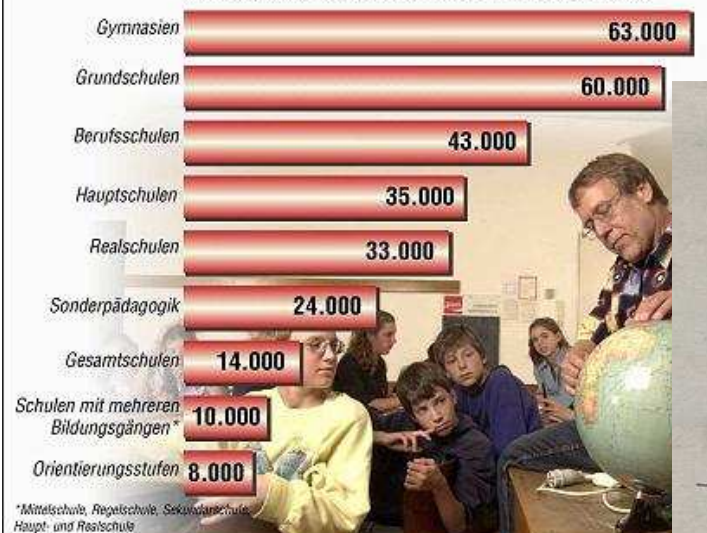 Gymnasien 63.000
Grundschulen 60.000
Berufsschulen 43.000
Hauptschulen 35.000
Realschulen 33.000
Sonderpädagogik 24.000
Gesamtschulen 14.000
Schulen mit mehreren
Bildungsgängen* 10.000
Orientierungsstufen 8.000
*Mittelschule, Regelschule, Sekundarschule,
Haupt- und Realschule